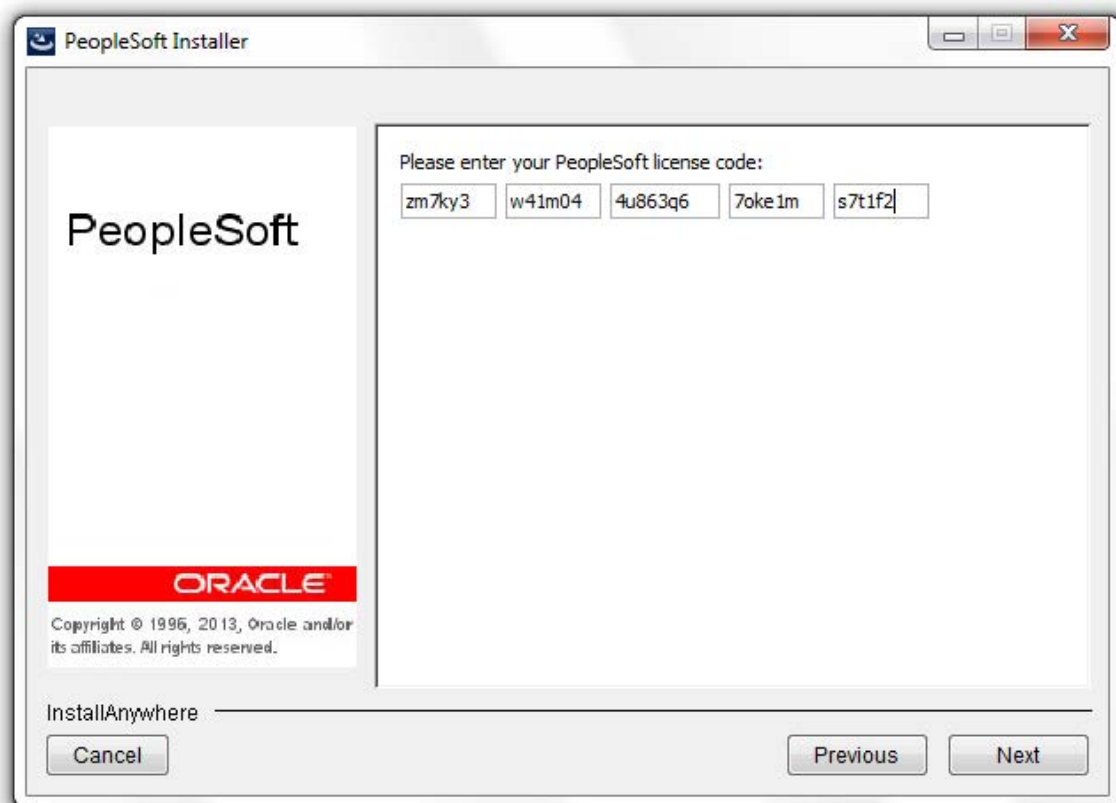 PeopleSoft Installer
PeopleSoft
ORACLE
Copyright © 1996, 2013, Oracle and/or
its affiliates. All rights reserved.
Please enter your PeopleSoft license code:
zm7ky3 w41m04 4u863q6 7oke1m s7t1f2
InstallAnywhere
Cancel Previous Next